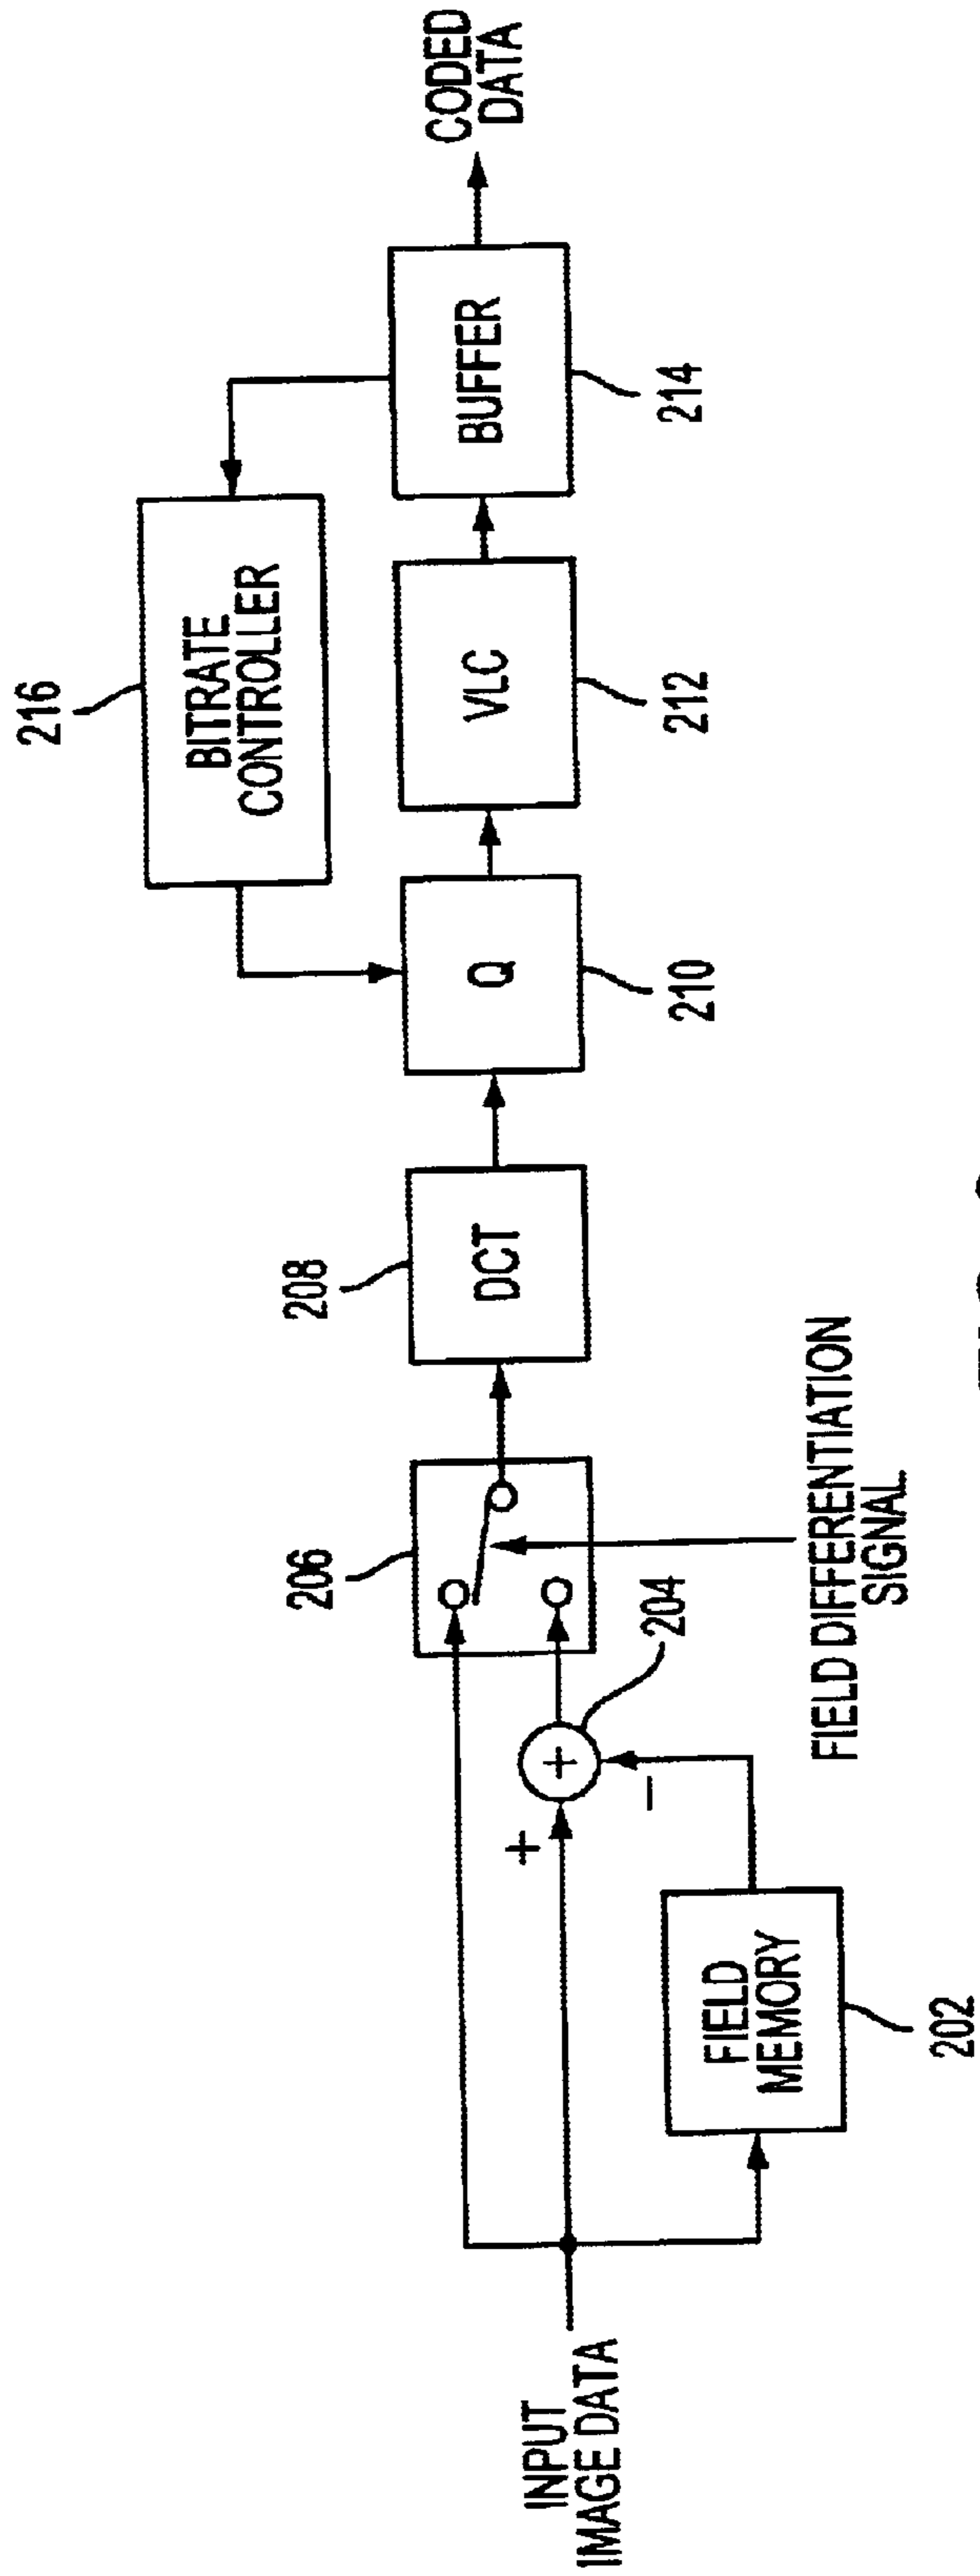 INPUT
IMAGE DATA
FIELD
MEMORY
202
+
−
+
204
206
FIELD DIFFERENTIATION
SIGNAL
208
DCT
Q
210
216
BITRATE
CONTROLLER
VLC
212
BUFFER
214
CODED
DATA